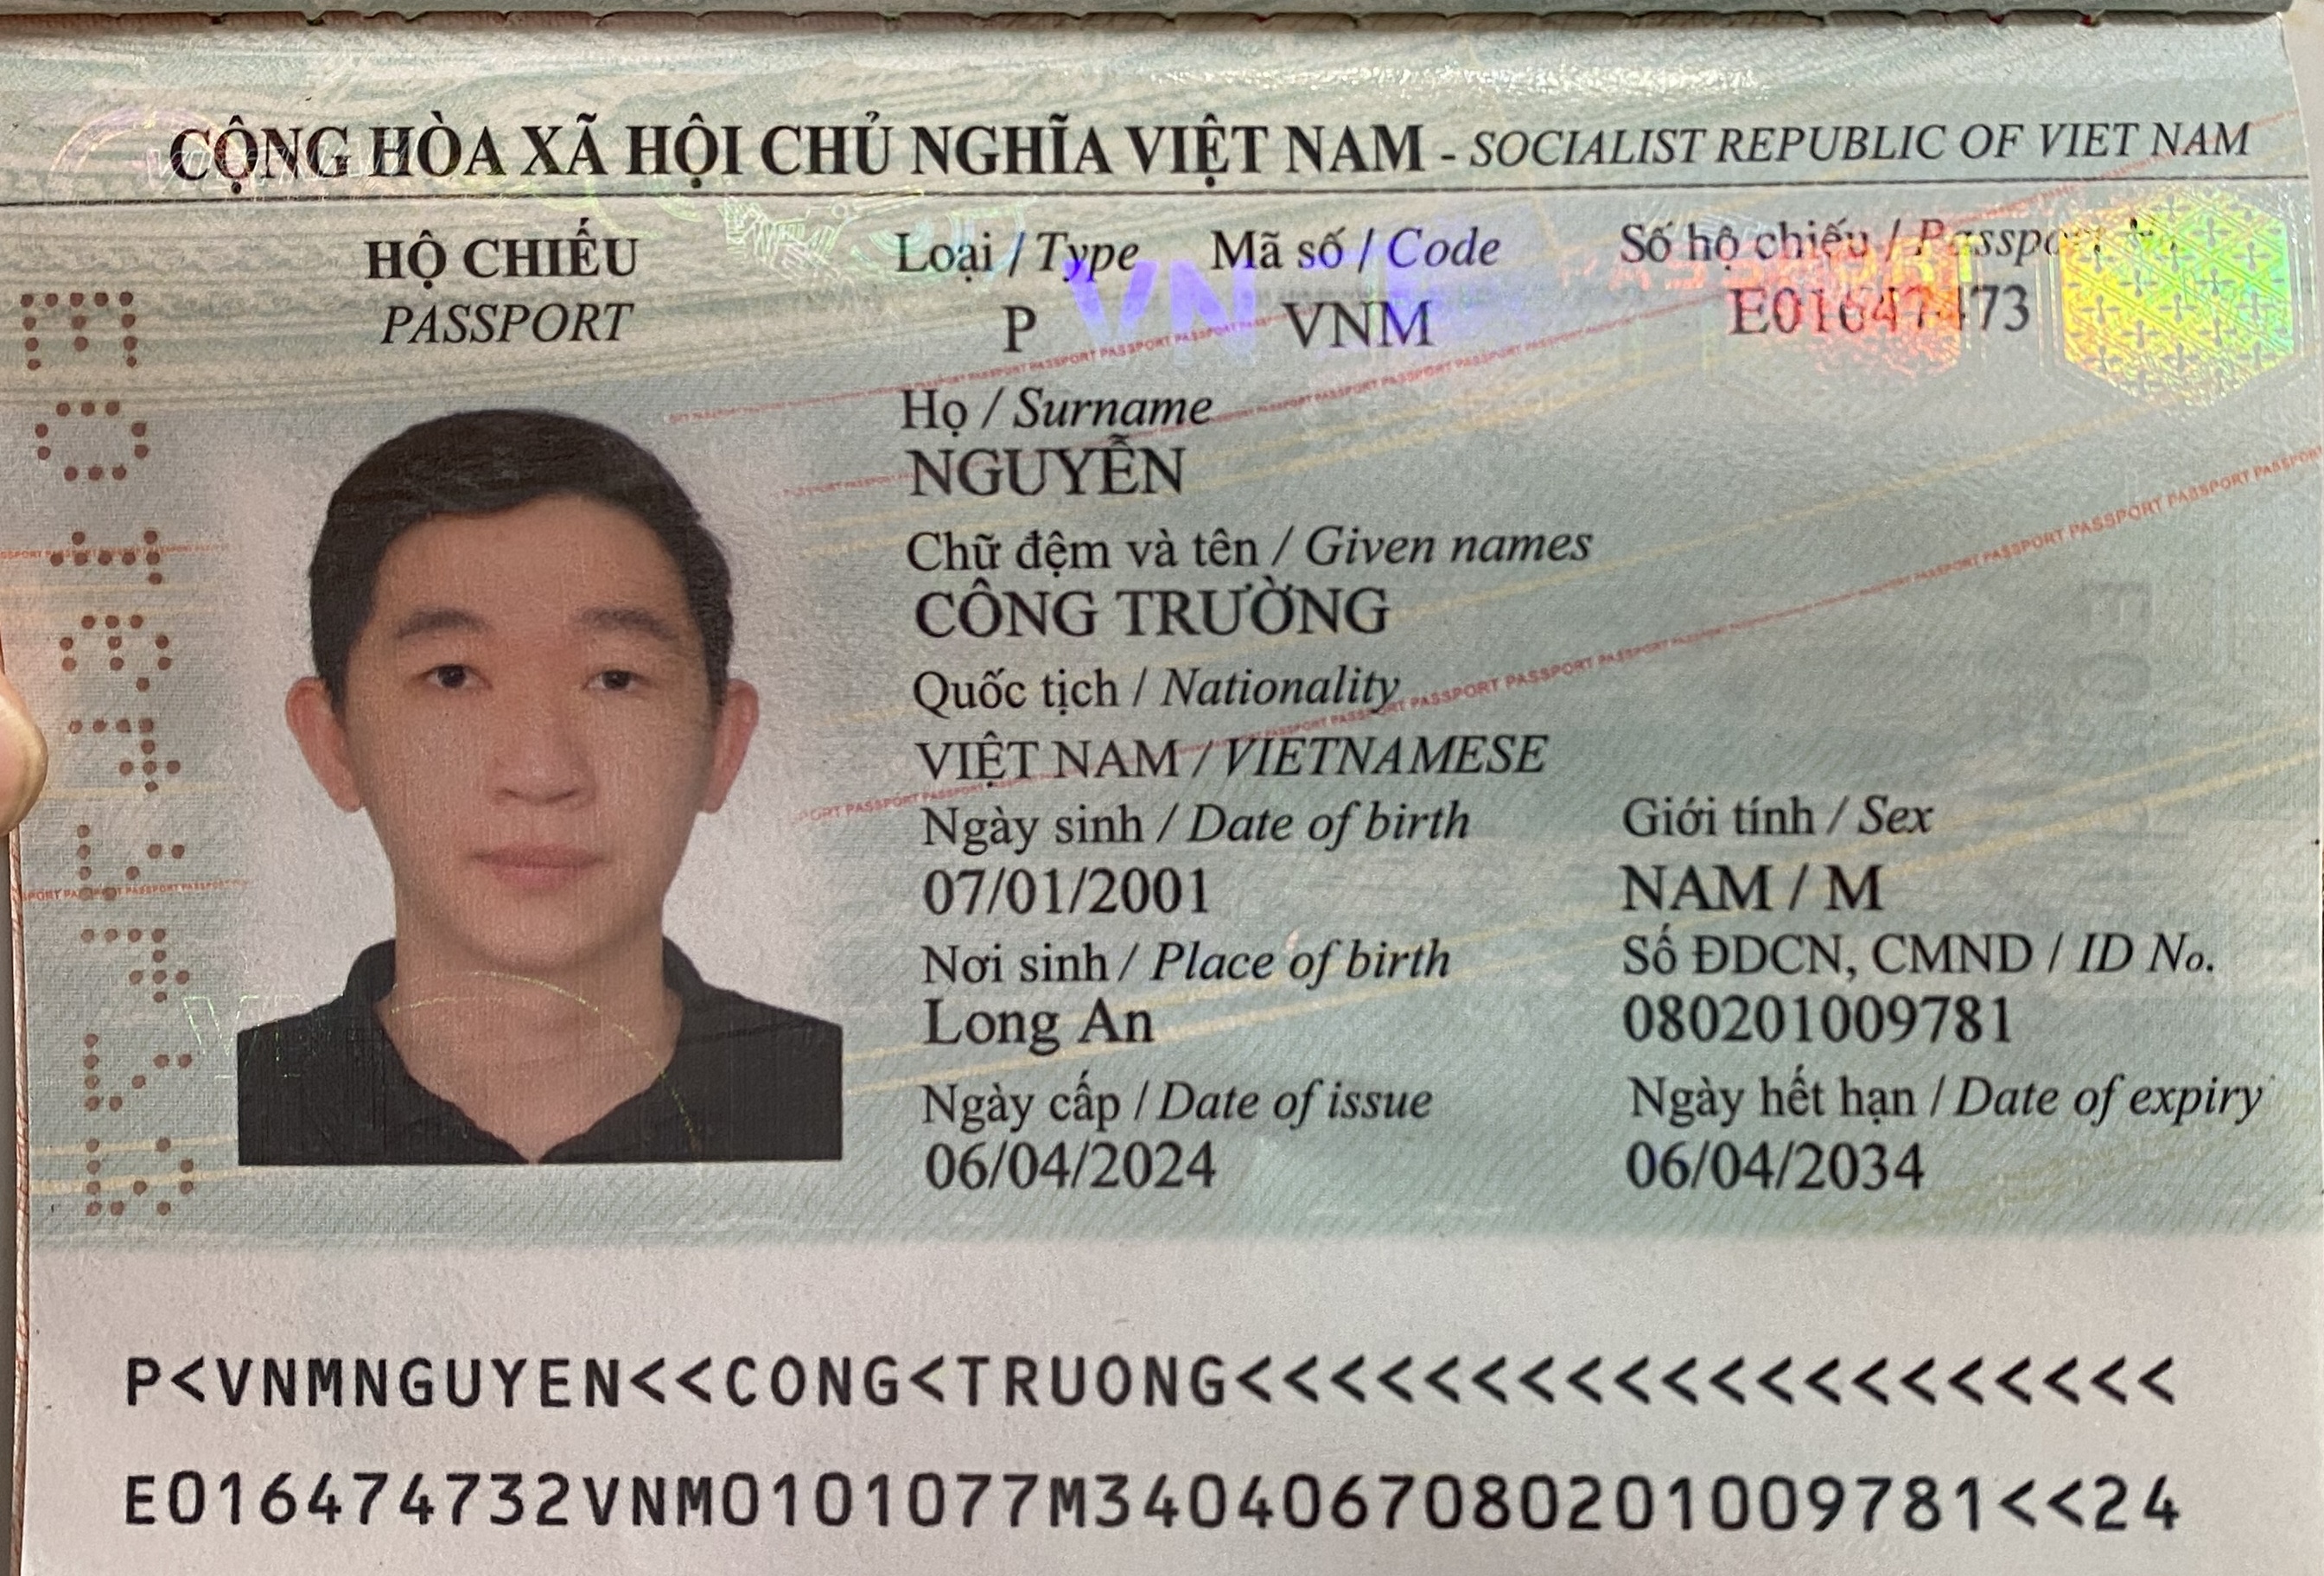 CỘNG HÒA XÃ HỘI CHỦ NGHĨA VIỆT NAM - SOCIALIST REPUBLIC OF VIET NAM
HỘ CHIẾU Loại / Type Mã số / Code Số hộ chiếu / Passport
PASSPORT P VNM E01647473
Họ / Surname
NGUYỄN
Chữ đệm và tên / Given names
CÔNG TRƯỜNG
Quốc tịch / Nationality
VIỆT NAM / VIETNAMESE
Ngày sinh / Date of birth Giới tính / Sex
07/01/2001 NAM / M
Nơi sinh / Place of birth Số ĐDCN, CMND / ID No.
Long An 080201009781
Ngày cấp / Date of issue Ngày hết hạn / Date of expiry
06/04/2024 06/04/2034
P<VNMNGUYEN<<CONG<TRUONG<<<<<<<<<<<<<<<<<<<<
E016474732VNM0101077M3404067080201009781<<24